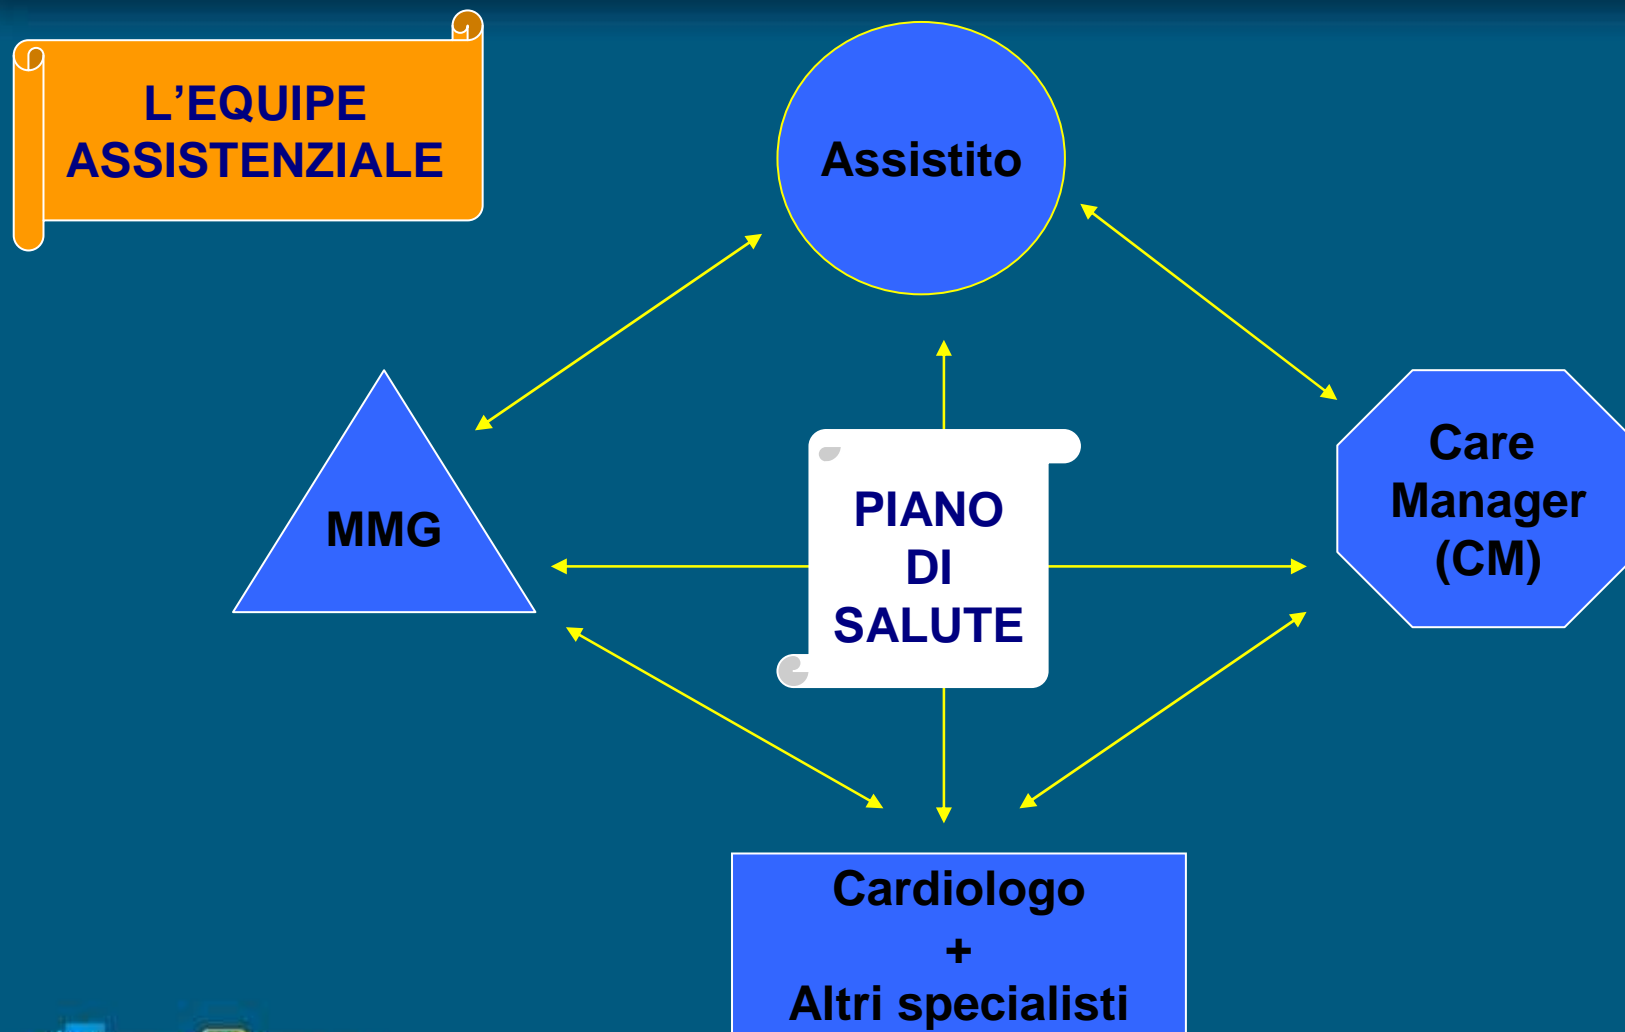 L’EQUIPE
ASSISTENZIALE
Assistito
MMG
PIANO
DI
SALUTE
Care
Manager
(CM)
Cardiologo
+
Altri specialisti